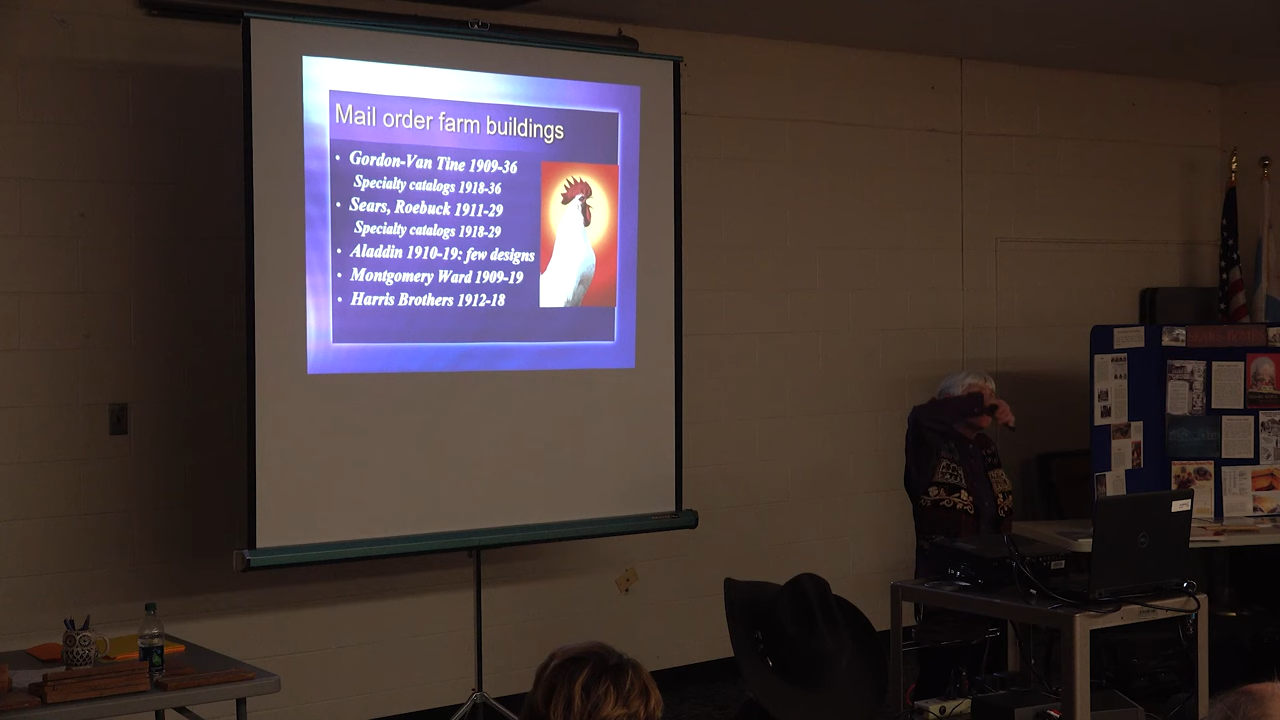 Mail order farm buildings
• Gordon-Van Tine 1909-36
Specialty catalogs 1918-36
• Sears, Roebuck 1911-29
Specialty catalogs 1918-29
• Aladdin 1910-19: few designs
• Montgomery Ward 1909-19
• Harris Brothers 1912-18